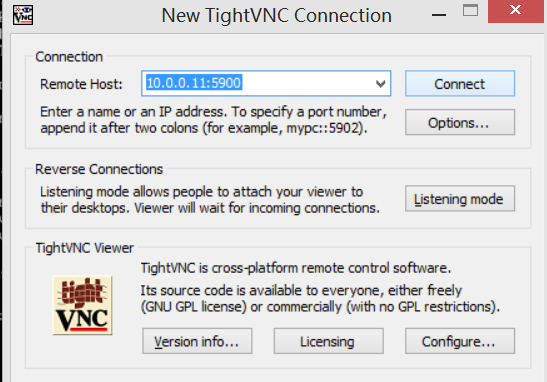 VNC
New TightVNC Connection
Connection
Remote Host: 10.0.0.11:5900
Connect
Enter a name or an IP address. To specify a port number,
append it after two colons (for example, mypc::5902).
Options...
Reverse Connections
Listening mode allows people to attach your viewer to
their desktops. Viewer will wait for incoming connections.
Listening mode
TightVNC Viewer
tight
VNC
TightVNC is cross-platform remote control software.
Its source code is available to everyone, either freely
(GNU GPL license) or commercially (with no GPL restrictions).
Version info...
Licensing
Configure...